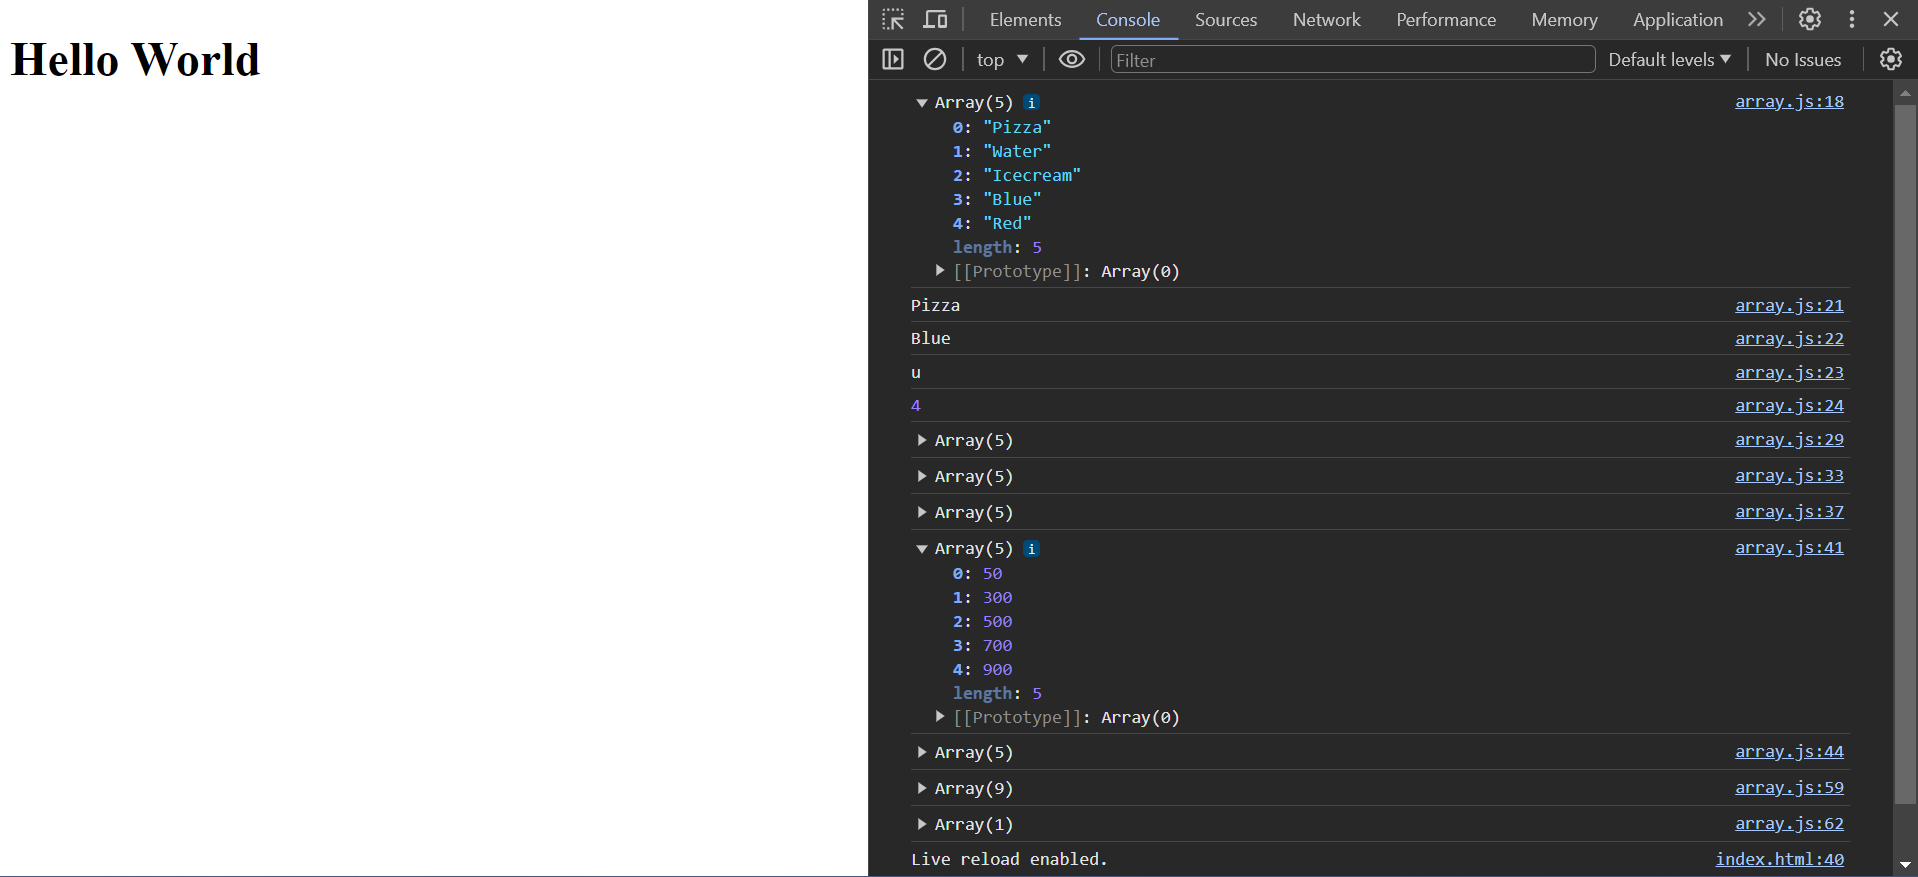 Hello World
Elements Console Sources Network Performance Memory Application
top Filter Default levels No Issues
Array(5) i array.js:18
0: "Pizza"
1: "Water"
2: "Icecream"
3: "Blue"
4: "Red"
length: 5
[[Prototype]]: Array(0)
Pizza array.js:21
Blue array.js:22
u array.js:23
4 array.js:24
Array(5) array.js:29
Array(5) array.js:33
Array(5) array.js:37
Array(5) i array.js:41
0: 50
1: 300
2: 500
3: 700
4: 900
length: 5
[[Prototype]]: Array(0)
Array(5) array.js:44
Array(9) array.js:59
Array(1) array.js:62
Live reload enabled. index.html:40